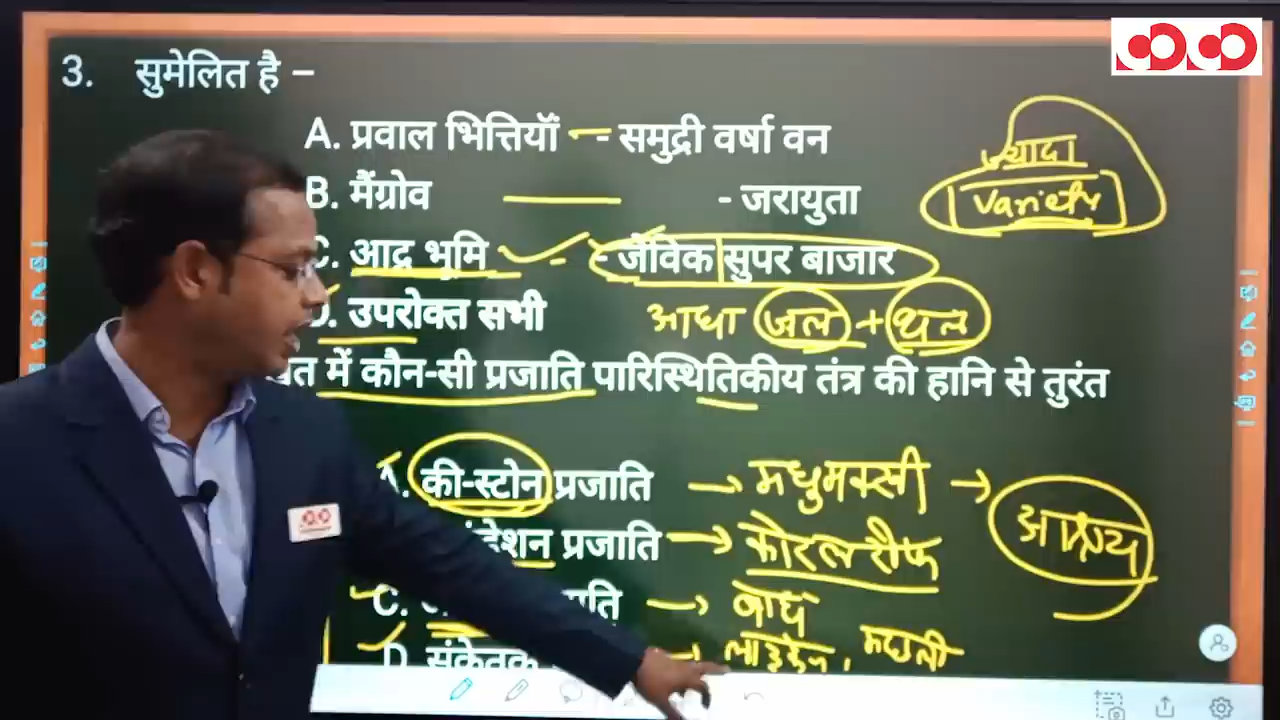 3. सुमेलित है –
A. प्रवाल भित्तियाँ - समुद्री वर्षा वन
ज्यादा
B. मैंग्रोव - जरायुता
Variety
C. आद्र भूमि - जैविक सुपर बाजार
D. उपरोक्त सभी
आधा जल + थल
में कौन-सी प्रजाति पारिस्थितिकीय तंत्र की हानि से तुरंत
A. की-स्टोन प्रजाति → मधुमक्खी → आश्रय
प्रजाति → कौरल रीफ
C. → बाघ
D. संकेतक → लाइकेन, मछली